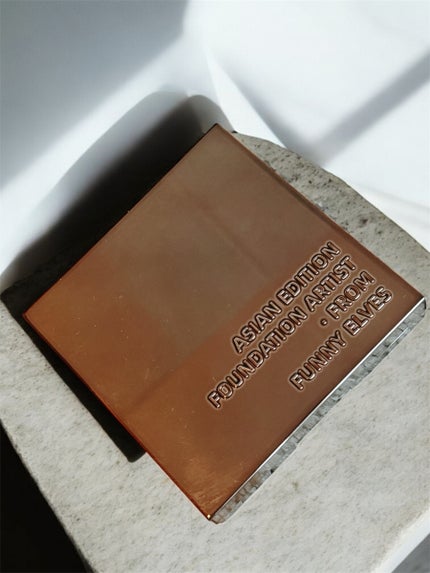 ASIAN EDITION
FOUNDATION ARTIST
• FROM
FUNNY ELVES